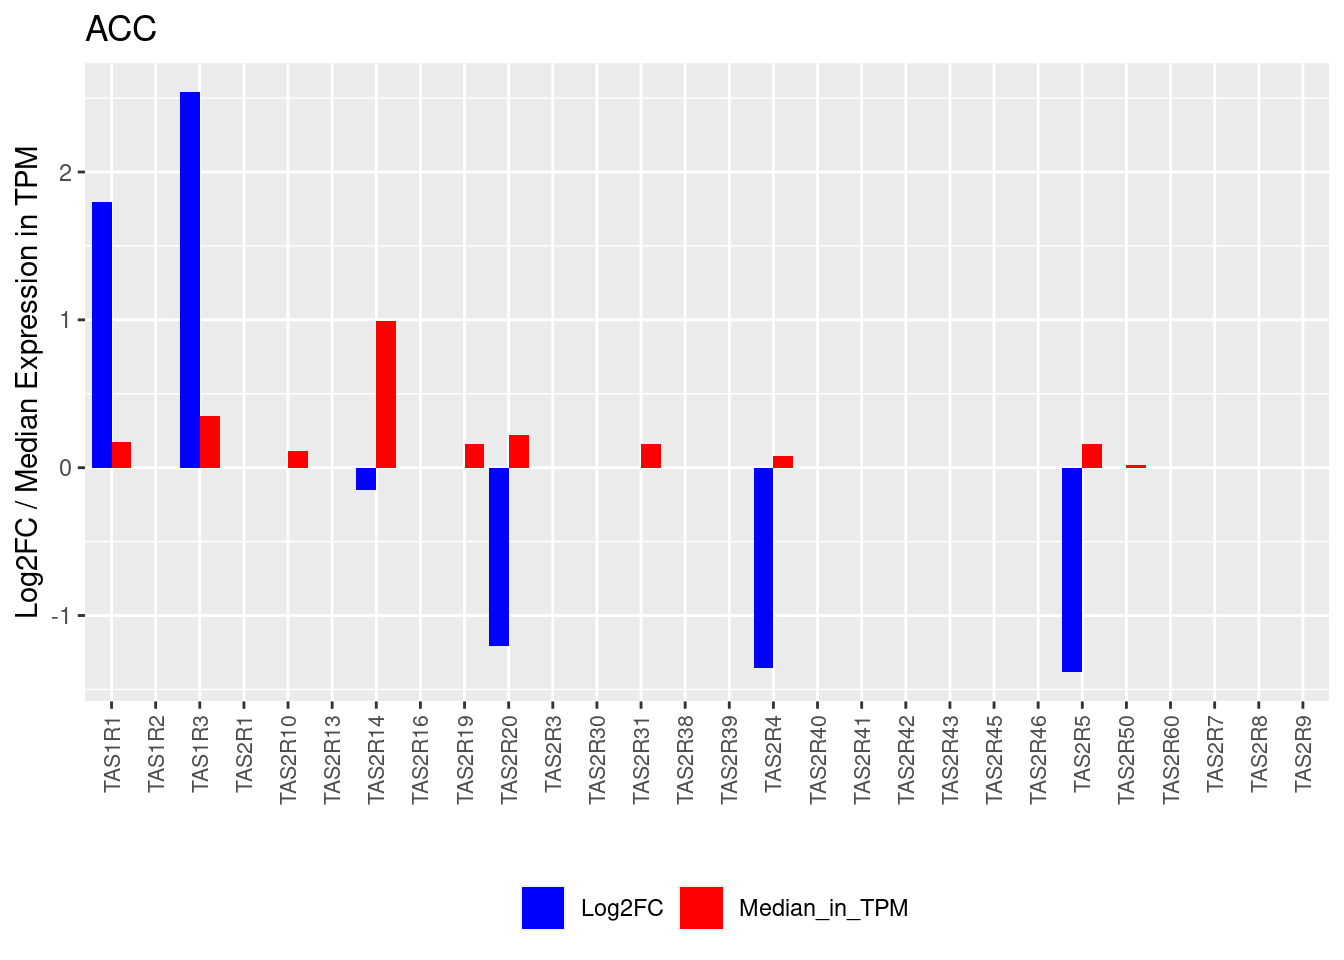 ACC
Log2FC / Median Expression in TPM
2
1
0
-1
TAS1R1
TAS1R2
TAS1R3
TAS2R1
TAS2R10
TAS2R13
TAS2R14
TAS2R16
TAS2R19
TAS2R20
TAS2R3
TAS2R30
TAS2R31
TAS2R38
TAS2R39
TAS2R4
TAS2R40
TAS2R41
TAS2R42
TAS2R43
TAS2R45
TAS2R46
TAS2R5
TAS2R50
TAS2R60
TAS2R7
TAS2R8
TAS2R9
Log2FC
Median_in_TPM